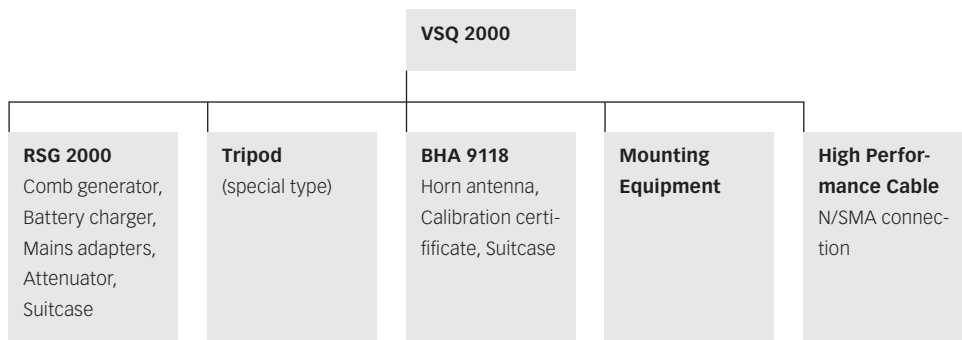 VSQ 2000
RSG 2000
Comb generator,
Battery charger,
Mains adapters,
Attenuator,
Suitcase
Tripod
(special type)
BHA 9118
Horn antenna,
Calibration certi-
fificate, Suitcase
Mounting
Equipment
High Perfor-
mance Cable
N/SMA connec-
tion